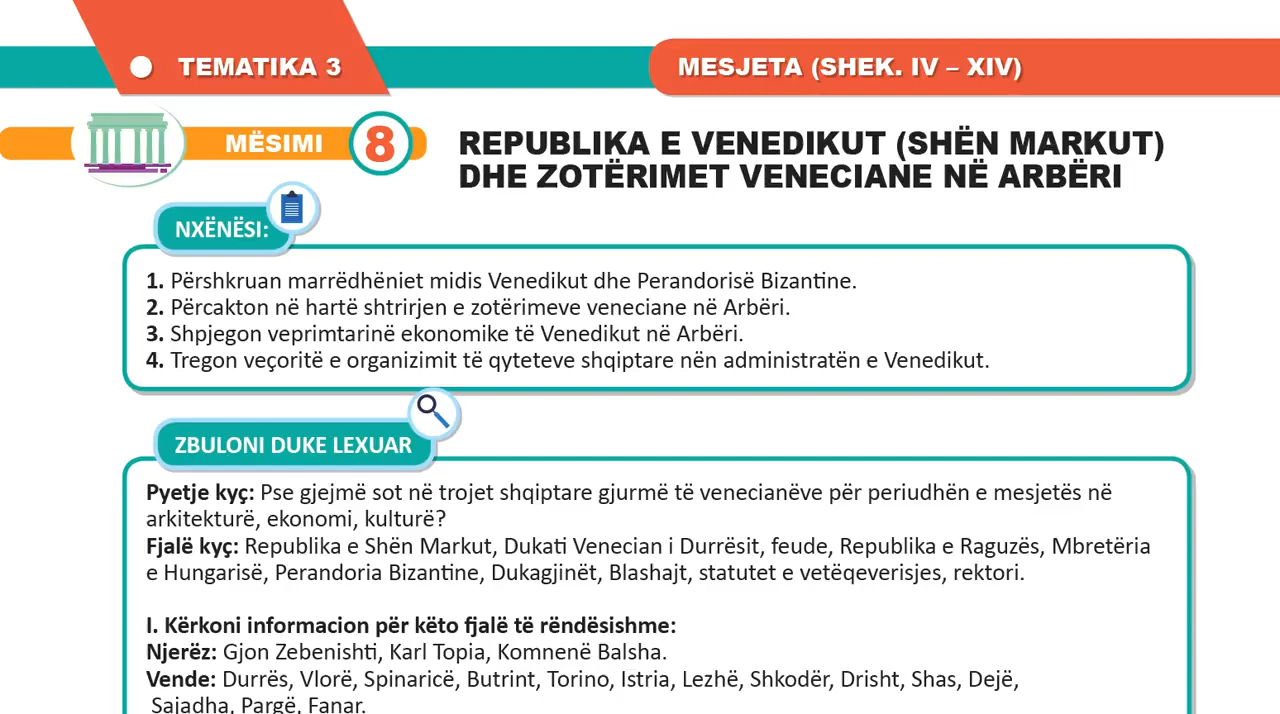 TEMATIKA 3
MESJETA (SHEK. IV – XIV)
MËSIMI 8
REPUBLIKA E VENEDIKUT (SHËN MARKUT)
DHE ZOTËRIMET VENECIANE NË ARBËRI
NXËNËSI:
1. Përshkruan marrëdhëniet midis Venedikut dhe Perandorisë Bizantine.
2. Përcakton në hartë shtrirjen e zotërimeve veneciane në Arbëri.
3. Shpjegon veprimtarinë ekonomike të Venedikut në Arbëri.
4. Tregon veçoritë e organizimit të qyteteve shqiptare nën administratën e Venedikut.
ZBULONI DUKE LEXUAR
Pyetje kyç: Pse gjejmë sot në trojet shqiptare gjurmë të venecianëve për periudhën e mesjetës në
arkitekturë, ekonomi, kulturë?
Fjalë kyç: Republika e Shën Markut, Dukati Venecian i Durrësit, feude, Republika e Raguzës, Mbretëria
e Hungarisë, Perandoria Bizantine, Dukagjinët, Blashajt, statutet e vetëqeverisjes, rektori.
I. Kërkoni informacion për këto fjalë të rëndësishme:
Njerëz: Gjon Zebenishti, Karl Topia, Komnenë Balsha.
Vende: Durrës, Vlorë, Spinaricë, Butrint, Torino, Istria, Lezhë, Shkodër, Drisht, Shas, Dejë,
Sajadha, Pargë, Fanar.